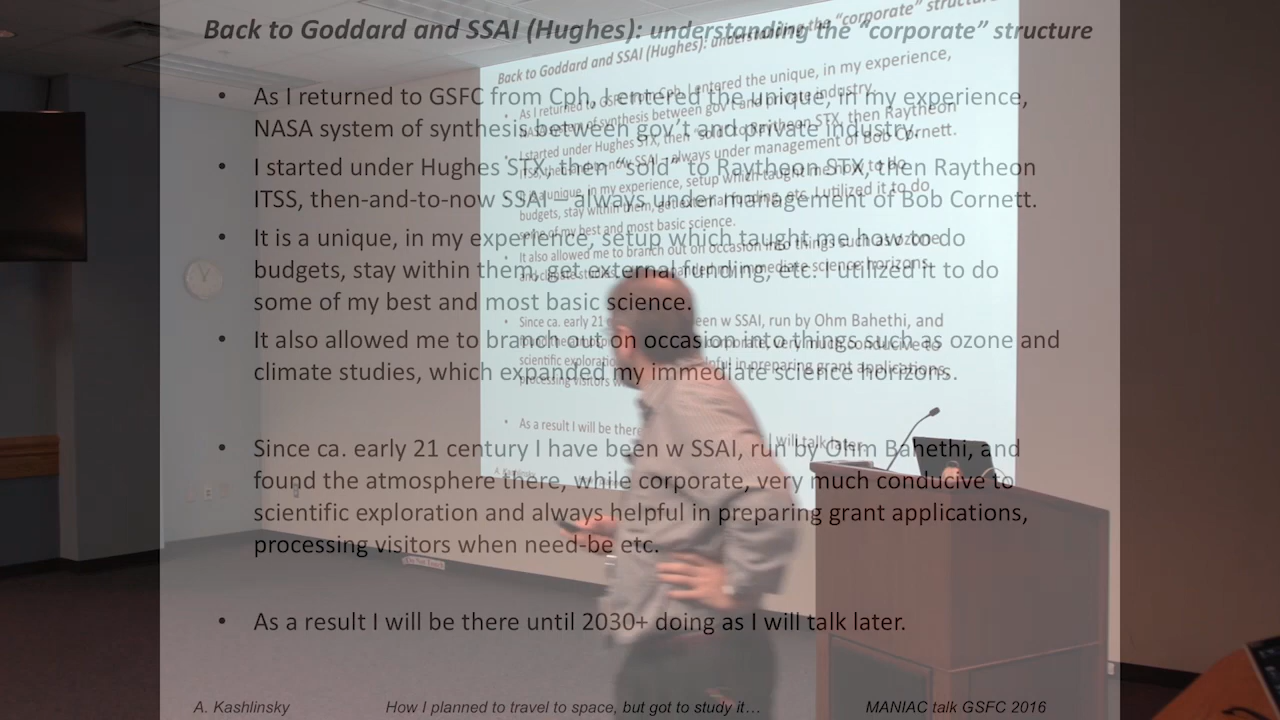 Back to Goddard and SSAI (Hughes): understanding the “corporate” structure
• As I returned to GSFC from Cph, I entered the unique, in my experience,
NASA system of synthesis between gov’t and private industry.
• I started under Hughes STX, then “sold” to Raytheon STX, then Raytheon
ITSS, then-and-to-now SSAI – always under management of Bob Cornett.
• It is a unique, in my experience, setup which taught me how to do
budgets, stay within them, get external funding, etc. I utilized it to do
some of my best and most basic science.
• It also allowed me to branch out on occasion into things such as ozone and
climate studies, which expanded my immediate science horizons.
• Since ca. early 21 century I have been w SSAI, run by Ohm Bahethi, and
found the atmosphere there, while corporate, very much conducive to
scientific exploration and always helpful in preparing grant applications,
processing visitors when need-be etc.
• As a result I will be there until 2030+ doing as I will talk later.
A. Kashlinsky How I planned to travel to space, but got to study it… MANIAC talk GSFC 2016